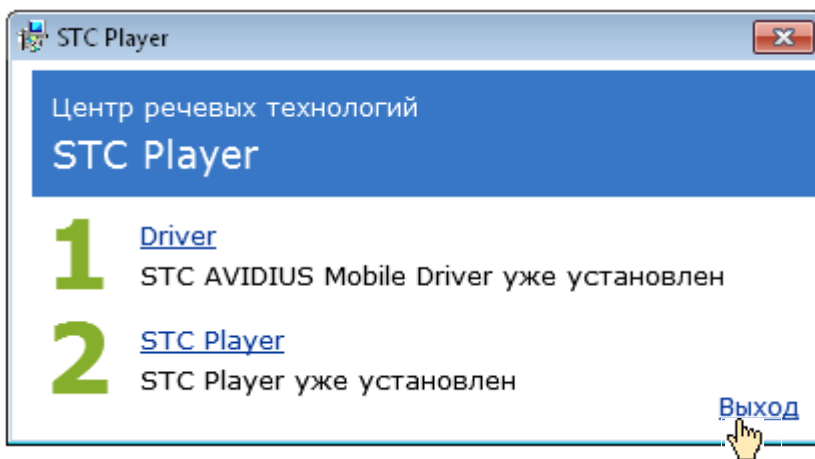 STC Player
Центр речевых технологий
STC Player
1 Driver
STC AVIDIUS Mobile Driver уже установлен
2 STC Player
STC Player уже установлен
Выход